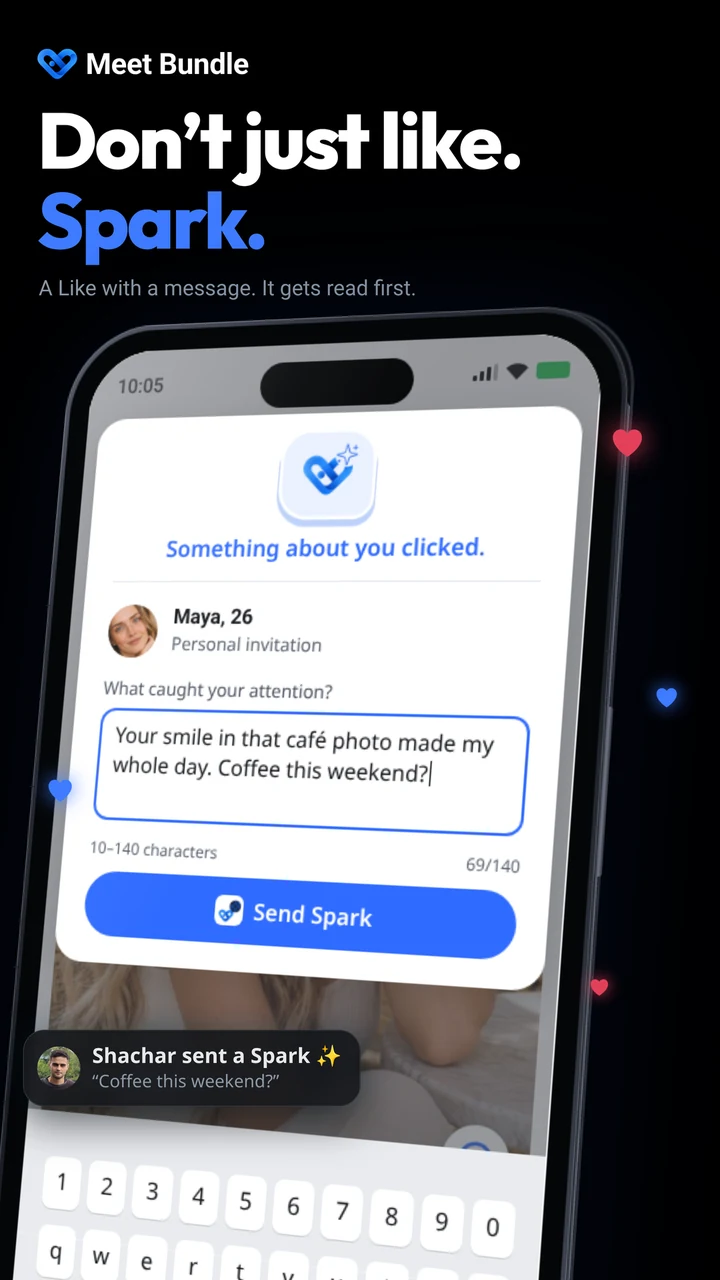 Meet Bundle
Don’t just like.
Spark.
A Like with a message. It gets read first.
10:05
Something about you clicked.
Maya, 26
Personal invitation
What caught your attention?
Your smile in that café photo made my
whole day. Coffee this weekend?
10–140 characters
69/140
Send Spark
Shachar sent a Spark ✨
“Coffee this weekend?”
1 2 3 4 5 6 7 8 9 0
q w e r t y